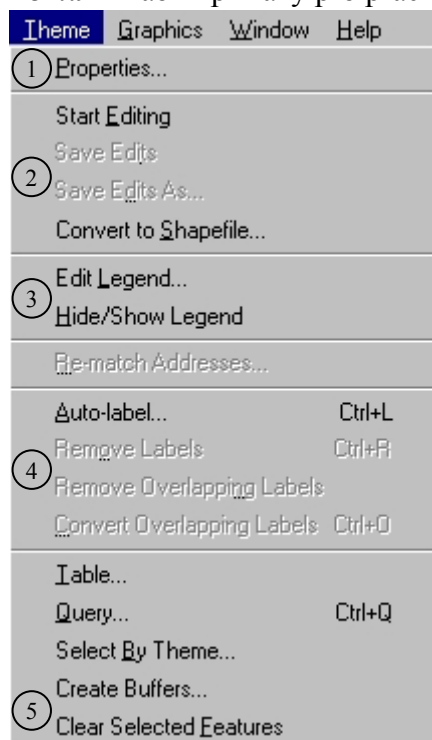 Theme Graphics Window Help
1 Properties...
Start Editing
Save Edits
2
Save Edits As...
Convert to Shapefile...
Edit Legend...
3
Hide/Show Legend
Re-match Addresses...
Auto-label... Ctrl+L
Remove Labels Ctrl+R
4
Remove Overlapping Labels
Convert Overlapping Labels Ctrl+O
Table...
Query... Ctrl+Q
Select By Theme...
Create Buffers...
5 Clear Selected Features